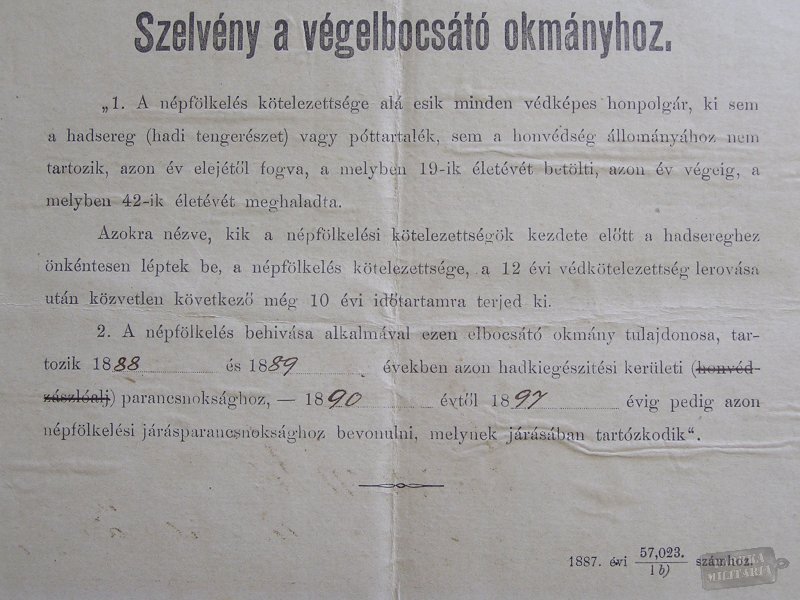 Szelvény a végelbocsátó okmányhoz.
„1. A népfölkelés kötelezettsége alá esik minden védképes honpolgár, ki sem
a hadsereg (hadi tengerészet) vagy póttartalék, sem a honvédség állományához nem
tartozik, azon év elejétől fogva, a melyben 19-ik életévét betölti, azon év végeig, a
melyben 42-ik életévét meghaladta.
Azokra nézve, kik a népfölkelési kötelezettségök kezdete előtt a hadsereghez
önkéntesen léptek be, a népfölkelés kötelezettsége, a 12 évi védkötelezettség lerovása
után közvetlen következő még 10 évi időtartamra terjed ki.
2. A népfölkelés behivása alkalmával ezen elbocsátó okmány tulajdonosa, tar-
tozik 1888 és 1889 években azon hadkiegészitési kerületi (honvéd-
zászlóalj) parancsnoksághoz, — 1890 évtől 1897 évig pedig azon
népfölkelési járásparancsnoksághoz bevonulni, melynek járásában tartózkodik“.
1887. évi 57,023./1 b) számhoz.
MILITARIA